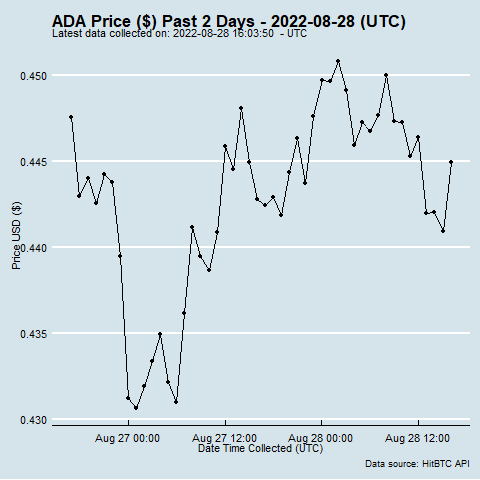 ADA Price ($) Past 2 Days - 2022-08-28 (UTC)
Latest data collected on: 2022-08-28 16:03:50 - UTC
0.450
0.445
0.440
0.435
0.430
Price USD ($)
Aug 27 00:00 Aug 27 12:00 Aug 28 00:00 Aug 28 12:00
Date Time Collected (UTC)
Data source: HitBTC API